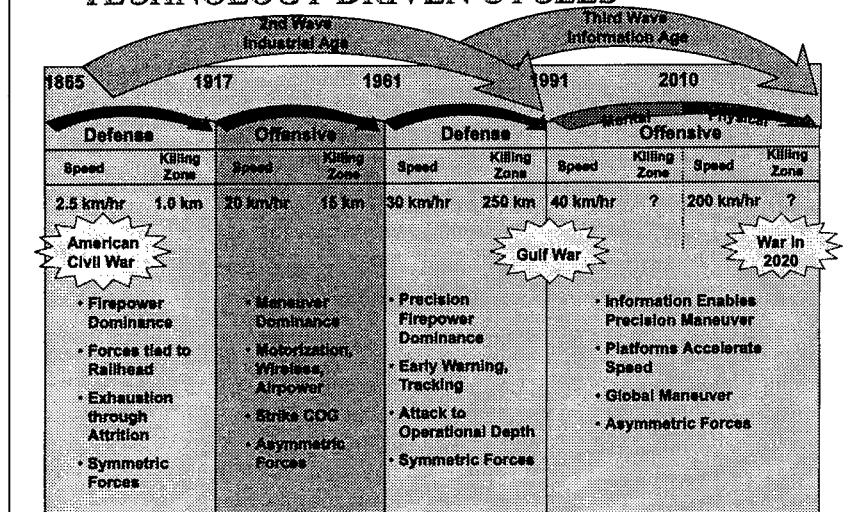 TECHNOLOGY DRIVEN CYCLES
2nd Wave
Industrial Age
Third Wave
Information Age
1865
1917
1961
1991
2010
Defense
Offensive
Defense
Mental
Physical
Offensive
Speed
Killing
Zone
Speed
Killing
Zone
Speed
Killing
Zone
Speed
Killing
Zone
Speed
Killing
Zone
2.5 km/hr
1.0 km
20 km/hr
15 km
30 km/hr
250 km
40 km/hr
?
200 km/hr
?
American
Civil War
Gulf War
War in
2020
• Firepower
Dominance
• Forces tied to
Railhead
• Exhaustion
through
Attrition
• Symmetric
Forces
• Maneuver
Dominance
• Motorization,
Wireless,
Airpower
• Strike COG
• Asymmetric
Forces
• Precision
Firepower
Dominance
• Early Warning,
Tracking
• Attack to
Operational Depth
• Symmetric Forces
• Information Enables
Precision Maneuver
• Platforms Accelerate
Speed
• Global Maneuver
• Asymmetric Forces